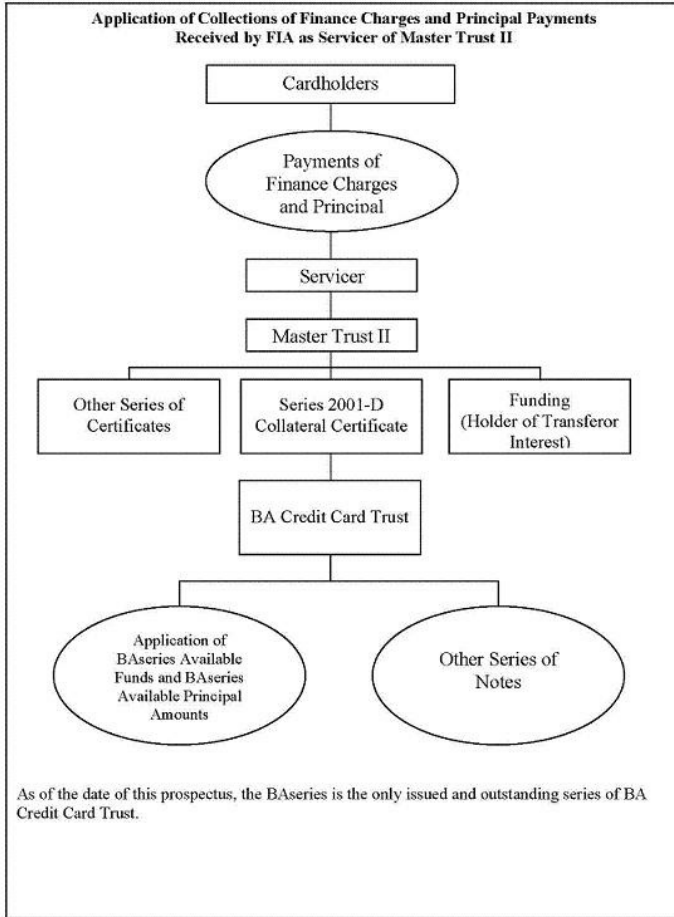 Application of Collections of Finance Charges and Principal Payments
Received by FIA as Servicer of Master Trust II
Cardholders
Payments of
Finance Charges
and Principal
Servicer
Master Trust II
Other Series of
Certificates
Series 2001-D
Collateral Certificate
Funding
(Holder of Transferor
Interest)
BA Credit Card Trust
Application of
BAseries Available
Funds and BAseries
Available Principal
Amounts
Other Series of
Notes
As of the date of this prospectus, the BAseries is the only issued and outstanding series of BA
Credit Card Trust.